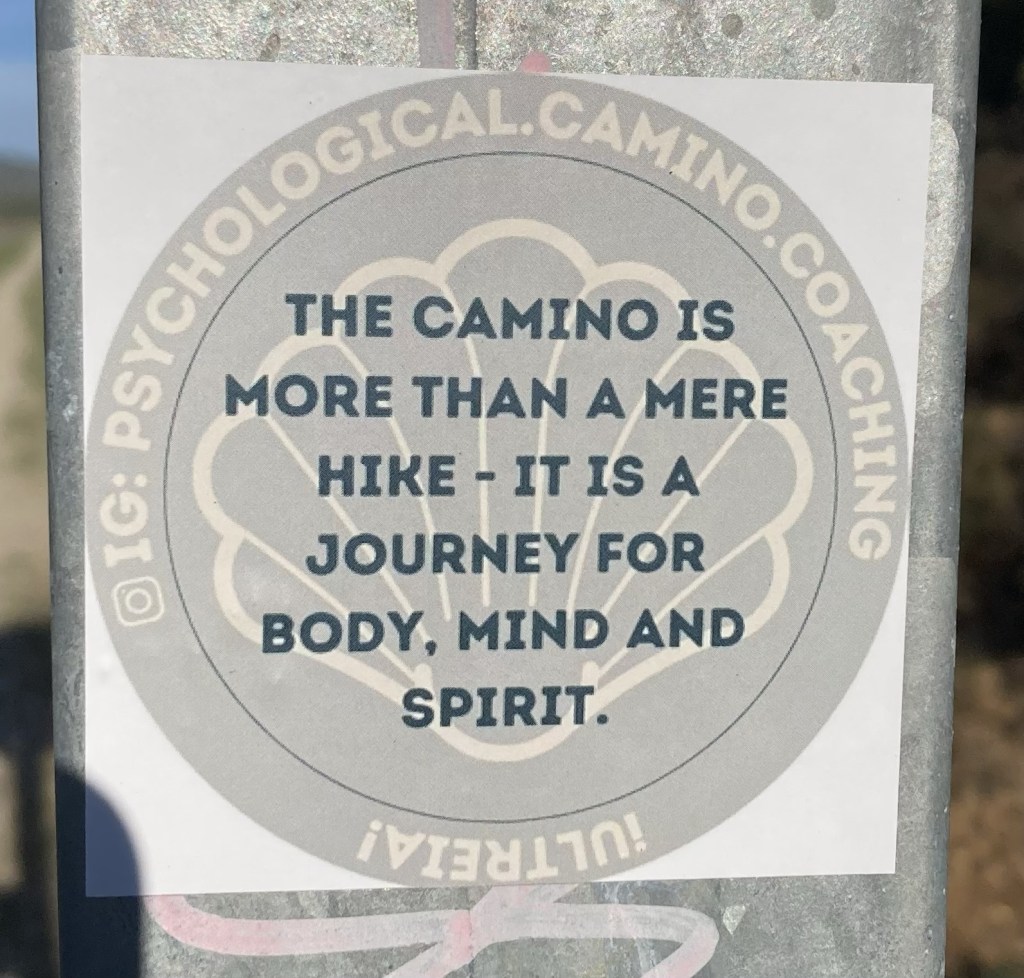 IG: PSYCHOLOGICAL.CAMINO.COACHING
THE CAMINO IS
MORE THAN A MERE
HIKE - IT IS A
JOURNEY FOR
BODY, MIND AND
SPIRIT.
¡ULTREIA!